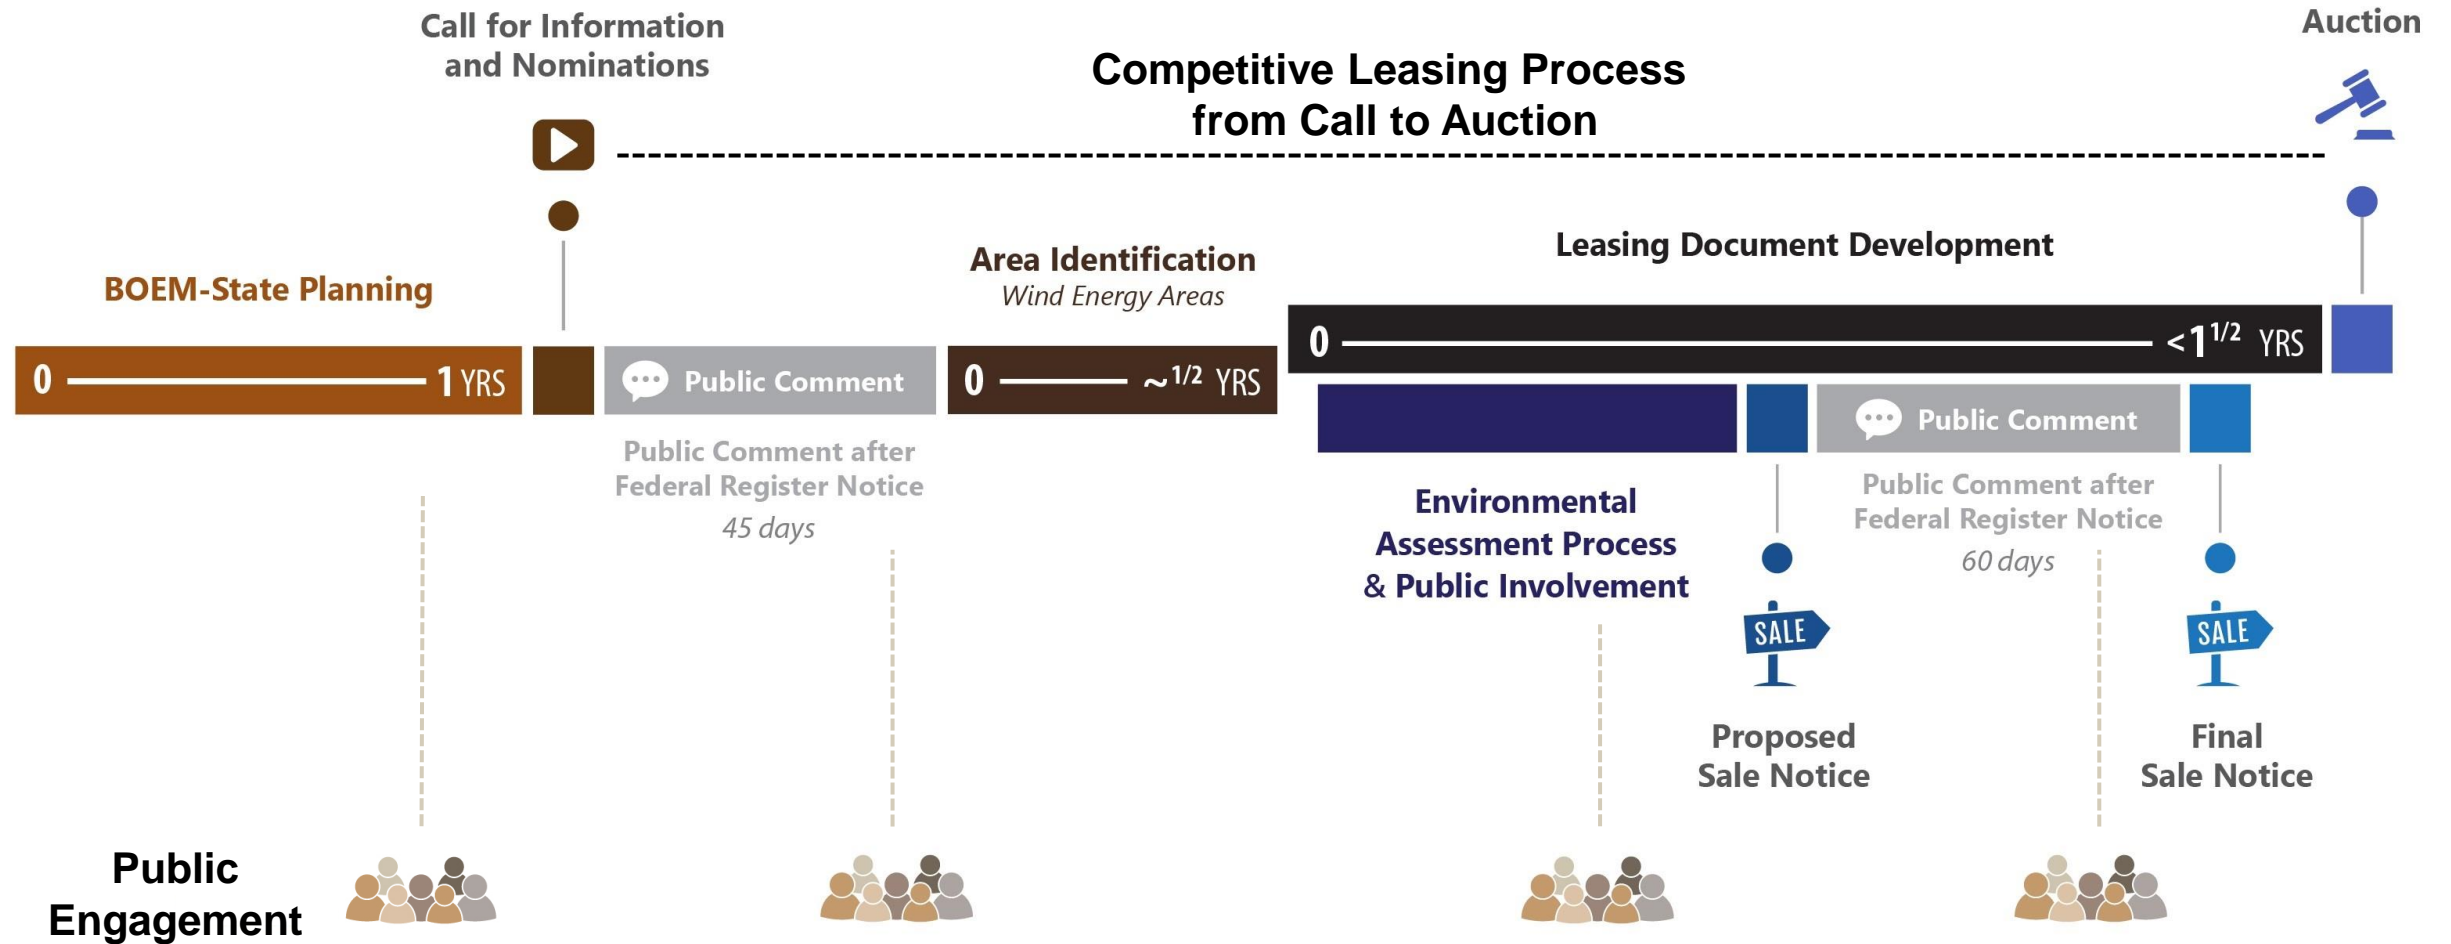 Call for Information
and Nominations
Competitive Leasing Process
from Call to Auction
Auction
BOEM-State Planning
0 1 YRS
Public Comment
Public Comment after
Federal Register Notice
45 days
Area Identification
Wind Energy Areas
0 ~1/2 YRS
Leasing Document Development
0 <1 1/2 YRS
Environmental
Assessment Process
& Public Involvement
Public Comment
Public Comment after
Federal Register Notice
60 days
SALE
Proposed
Sale Notice
SALE
Final
Sale Notice
Public
Engagement